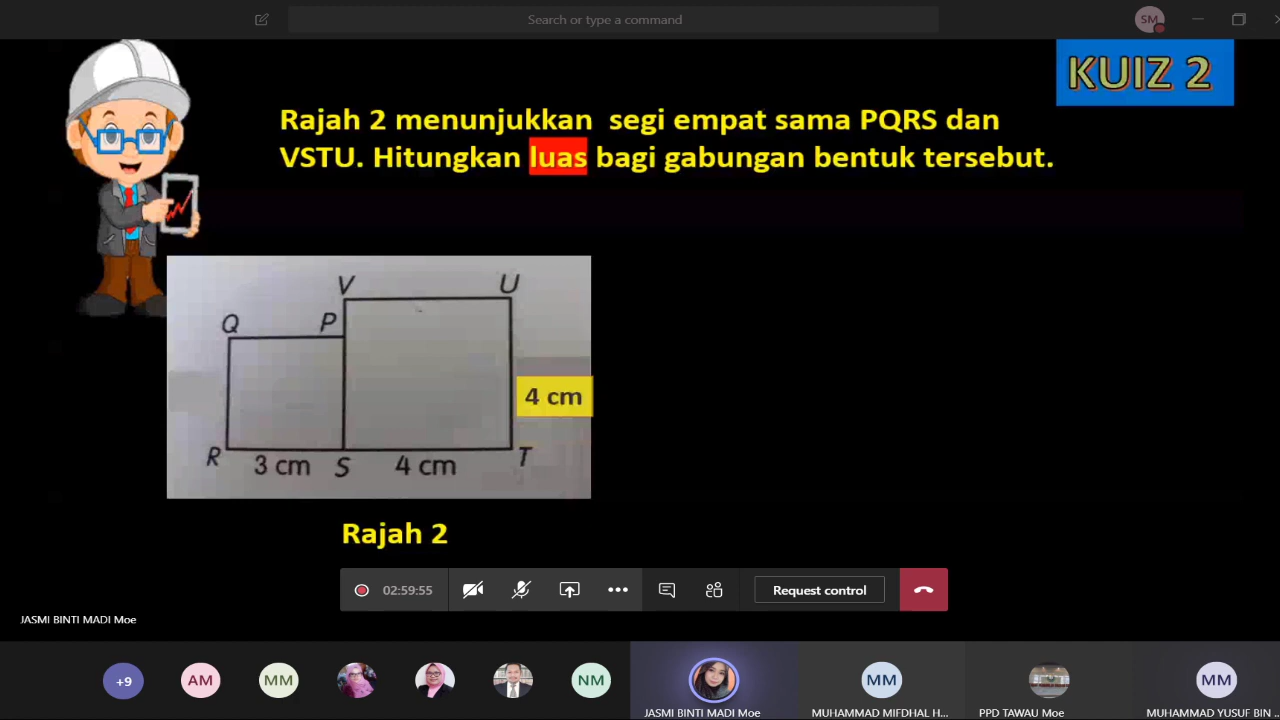 Search or type a command
SM
KUIZ 2
Rajah 2 menunjukkan segi empat sama PQRS dan
VSTU. Hitungkan luas bagi gabungan bentuk tersebut.
V
U
Q
P
4 cm
R
3 cm
S
4 cm
T
Rajah 2
02:59:55
Request control
JASMI BINTI MADI Moe
+9
AM
MM
NM
MM
MM
JASMI BINTI MADI Moe
MUHAMMAD MIFDHAL H...
PPD TAWAU Moe
MUHAMMAD YUSUF BIN